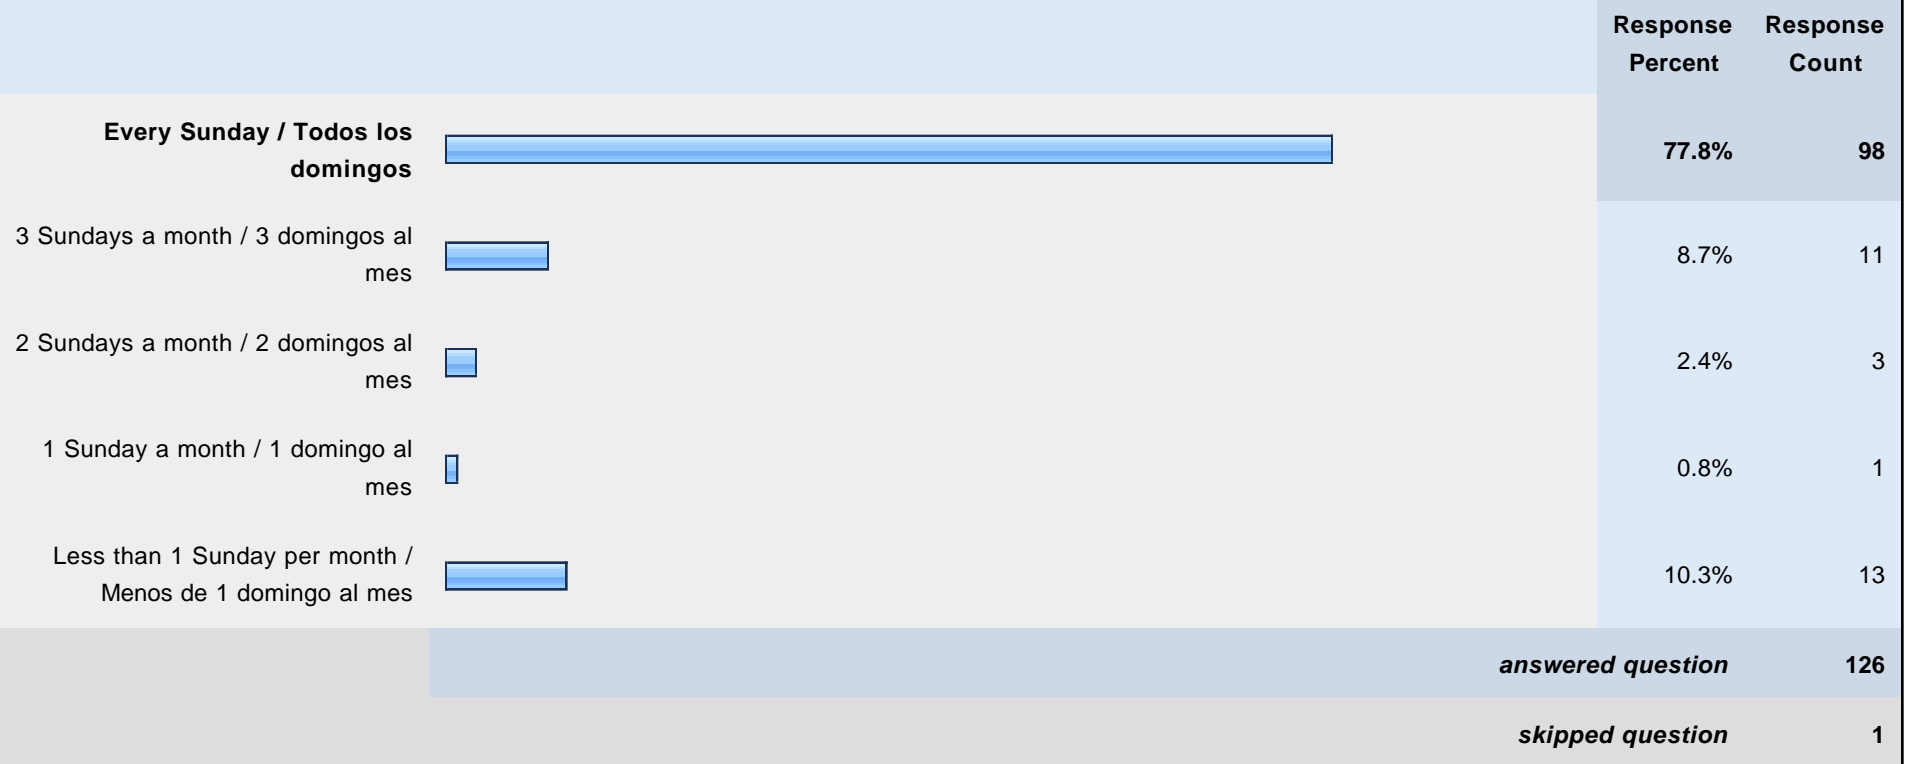 Response Response
Percent Count
Every Sunday / Todos los
domingos
77.8% 98
3 Sundays a month / 3 domingos al
mes
8.7% 11
2 Sundays a month / 2 domingos al
mes
2.4% 3
1 Sunday a month / 1 domingo al
mes
0.8% 1
Less than 1 Sunday per month /
Menos de 1 domingo al mes
10.3% 13
answered question 126
skipped question 1